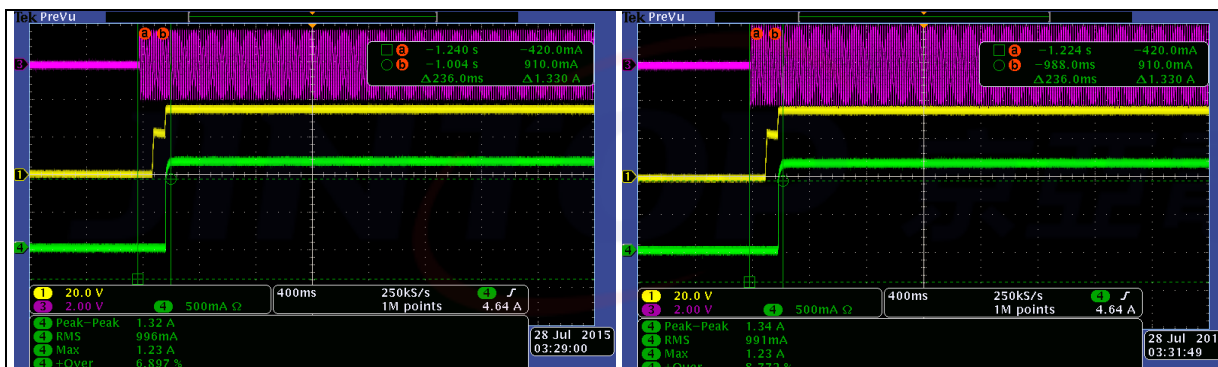 Tek PreVu
a b
a -1.240 s -420.0mA
b -1.004 s 910.0mA
Δ236.0ms Δ1.330 A
3
1
4
1 20.0 V
3 2.00 V 4 500mA Ω
400ms 250kS/s 4
1M points 4.64 A
4 Peak-Peak 1.32 A
4 RMS 996mA
4 Max 1.23 A
4 +Over 6.897 %
28 Jul 2015
03:29:00
Tek PreVu
a b
a -1.224 s -420.0mA
b -988.0ms 910.0mA
Δ236.0ms Δ1.330 A
3
1
4
1 20.0 V
3 2.00 V 4 500mA Ω
400ms 250kS/s 4
1M points 4.64 A
4 Peak-Peak 1.34 A
4 RMS 991mA
4 Max 1.23 A
28 Jul 201
03:31:49